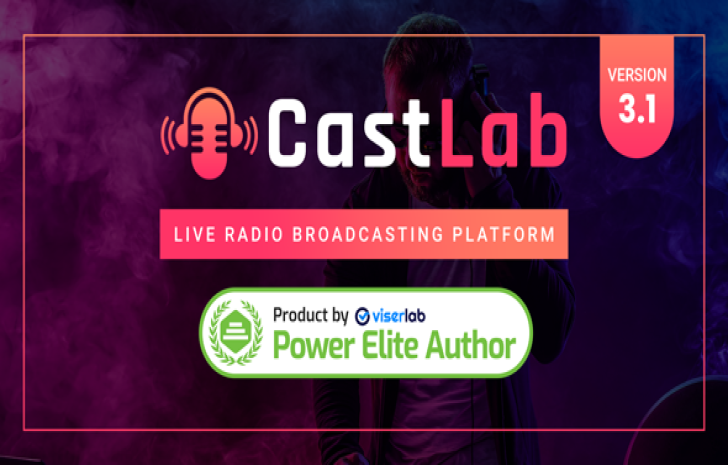 VERSION
3.1
CastLab
LIVE RADIO BROADCASTING PLATFORM
Product by viserlab
Power Elite Author